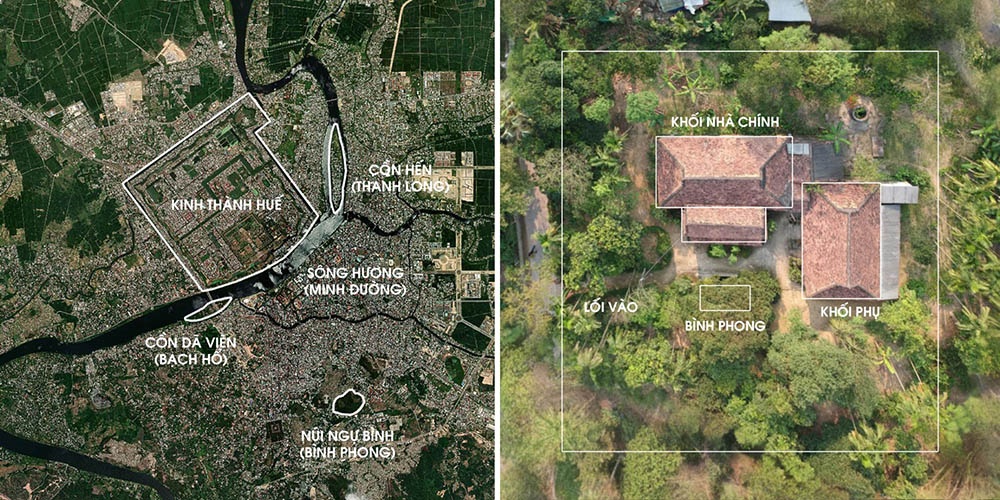 KINH THÀNH HUẾ
CỒN HẾN
(THANH LONG)
SÔNG HƯƠNG
(MINH ĐƯỜNG)
CỒN DÃ VIÊN
(BẠCH HỔ)
NÚI NGỰ BÌNH
(BÌNH PHONG)
KHỐI NHÀ CHÍNH
LỐI VÀO
BÌNH PHONG
KHỐI PHỤ